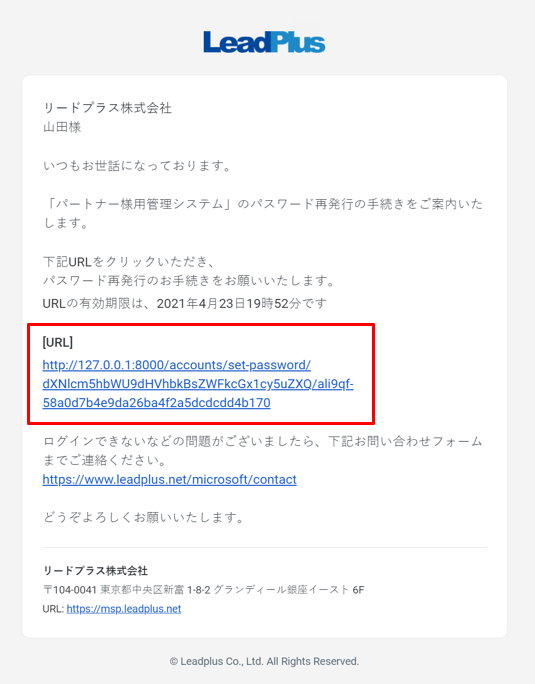 LeadPlus
リードプラス株式会社
山田様
いつもお世話になっております。
「パートナー様用管理システム」のパスワード再発行の手続きをご案内いた
します。
下記URLをクリックいただき、
パスワード再発行のお手続きをお願いいたします。
URLの有効期限は、2021年4月23日19時52分です
[URL]
http://127.0.0.1:8000/accounts/set-password/
dXNlcm5hbWU9dHVhbkBsZWFkcGx1cy5uZXQ/ali9qf-
58a0d7b4e9da26ba4f2a5dcdcdd4b170
ログインできないなどの問題がございましたら、下記お問い合わせフォーム
までご連絡ください。
https://www.leadplus.net/microsoft/contact
どうぞよろしくお願いいたします。
リードプラス株式会社
〒104-0041 東京都中央区新富 1-8-2 グランディール銀座イースト 6F
URL: https://msp.leadplus.net
© Leadplus Co., Ltd. All Rights Reserved.